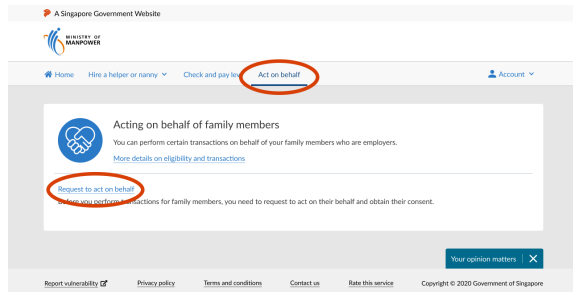 A Singapore Government Website
MINISTRY OF
MANPOWER
Home Hire a helper or nanny Check and pay levy Act on behalf Account
Acting on behalf of family members
You can perform certain transactions on behalf of your family members who are employers.
More details on eligibility and transactions
Request to act on behalf
Before you perform transactions for family members, you need to request to act on their behalf and obtain their consent.
Your opinion matters
Report vulnerability Privacy policy Terms and conditions Contact us Rate this service Copyright © 2020 Government of Singapore